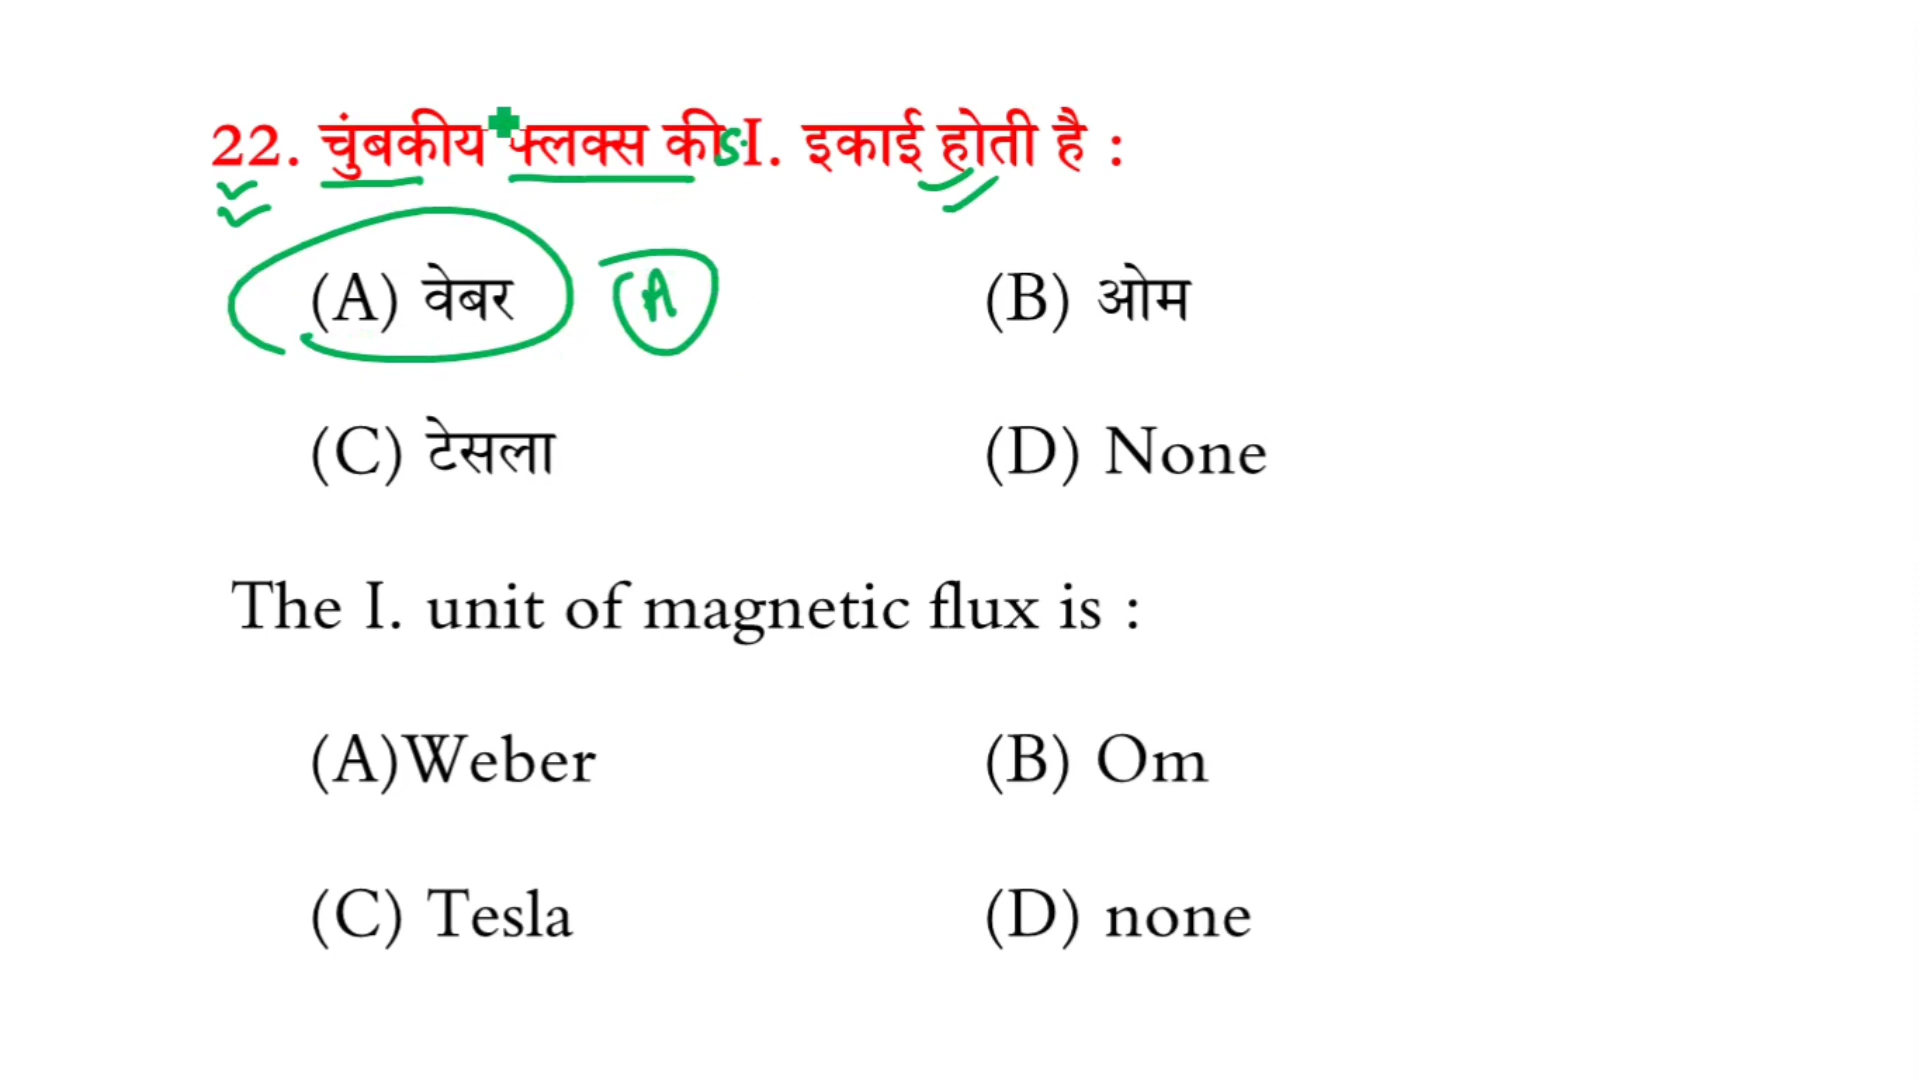 22. चुंबकीय फ्लक्स की S.I. इकाई होती है :
(A) वेबर A (B) ओम
(C) टेसला (D) None
The I. unit of magnetic flux is :
(A)Weber (B) Om
(C) Tesla (D) none